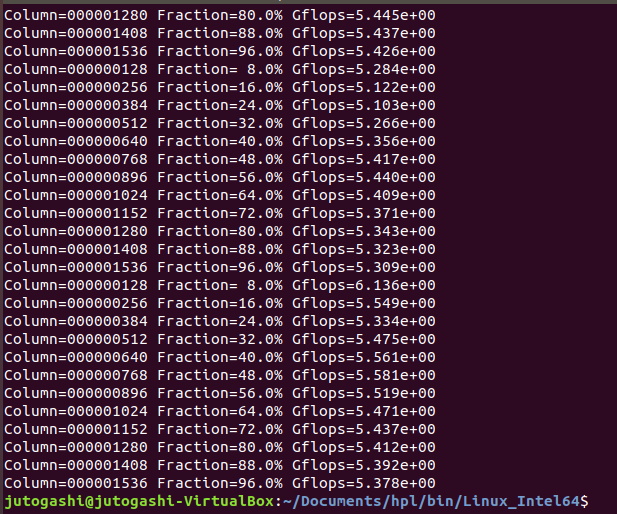 Column=000001280 Fraction=80.0% Gflops=5.445e+00
Column=000001408 Fraction=88.0% Gflops=5.437e+00
Column=000001536 Fraction=96.0% Gflops=5.426e+00
Column=000000128 Fraction= 8.0% Gflops=5.284e+00
Column=000000256 Fraction=16.0% Gflops=5.122e+00
Column=000000384 Fraction=24.0% Gflops=5.103e+00
Column=000000512 Fraction=32.0% Gflops=5.266e+00
Column=000000640 Fraction=40.0% Gflops=5.356e+00
Column=000000768 Fraction=48.0% Gflops=5.417e+00
Column=000000896 Fraction=56.0% Gflops=5.440e+00
Column=000001024 Fraction=64.0% Gflops=5.409e+00
Column=000001152 Fraction=72.0% Gflops=5.371e+00
Column=000001280 Fraction=80.0% Gflops=5.343e+00
Column=000001408 Fraction=88.0% Gflops=5.323e+00
Column=000001536 Fraction=96.0% Gflops=5.309e+00
Column=000000128 Fraction= 8.0% Gflops=6.136e+00
Column=000000256 Fraction=16.0% Gflops=5.549e+00
Column=000000384 Fraction=24.0% Gflops=5.334e+00
Column=000000512 Fraction=32.0% Gflops=5.475e+00
Column=000000640 Fraction=40.0% Gflops=5.561e+00
Column=000000768 Fraction=48.0% Gflops=5.581e+00
Column=000000896 Fraction=56.0% Gflops=5.519e+00
Column=000001024 Fraction=64.0% Gflops=5.471e+00
Column=000001152 Fraction=72.0% Gflops=5.437e+00
Column=000001280 Fraction=80.0% Gflops=5.412e+00
Column=000001408 Fraction=88.0% Gflops=5.392e+00
Column=000001536 Fraction=96.0% Gflops=5.378e+00
jutogashi@jutogashi-VirtualBox:~/Documents/hpl/bin/Linux_Intel64$